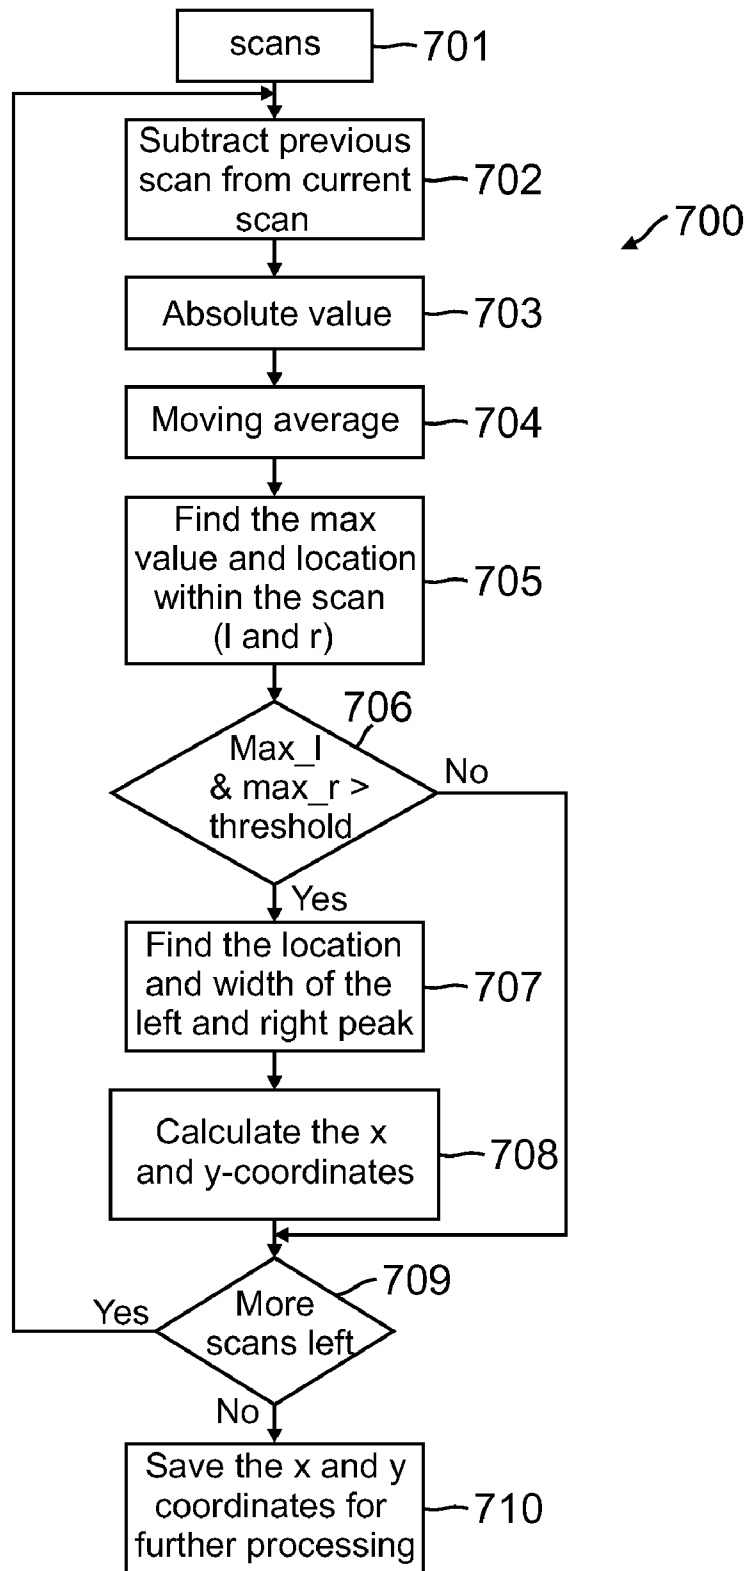 scans
701
Subtract previous
scan from current
scan
702
700
Absolute value
703
Moving average
704
Find the max
value and location
within the scan
(l and r)
705
706
Max_l
& max_r >
threshold
No
Yes
Find the location
and width of the
left and right peak
707
Calculate the x
and y-coordinates
708
709
Yes
More
scans left
No
Save the x and y
coordinates for
further processing
710